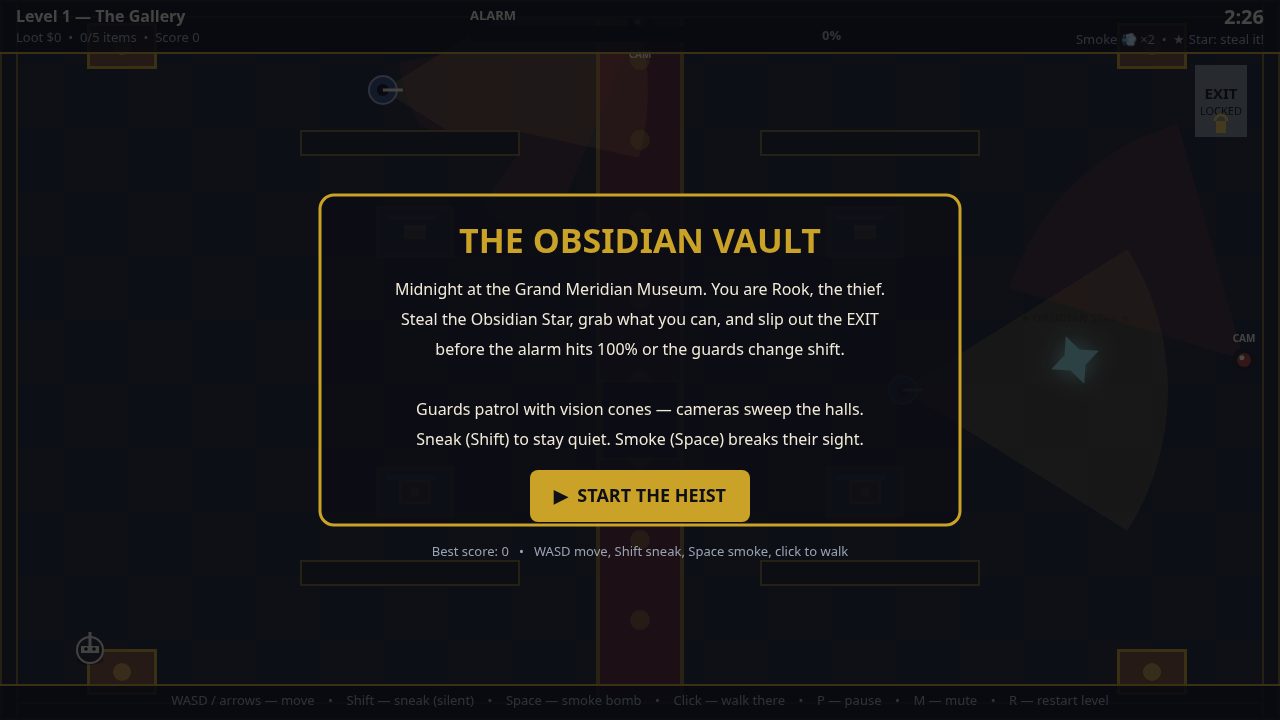 Level 1 — The Gallery
ALARM
2:26
Loot $0 • 0/5 items • Score 0
0%
Smoke 💨 ×2 • ★ Star: steal it!
CAM
EXIT
LOCKED
THE OBSIDIAN VAULT
Midnight at the Grand Meridian Museum. You are Rook, the thief.
Steal the Obsidian Star, grab what you can, and slip out the EXIT
before the alarm hits 100% or the guards change shift.
★ OBSIDIAN STAR ★
CAM
Guards patrol with vision cones — cameras sweep the halls.
Sneak (Shift) to stay quiet. Smoke (Space) breaks their sight.
▶ START THE HEIST
Best score: 0 • WASD move, Shift sneak, Space smoke, click to walk
WASD / arrows — move • Shift — sneak (silent) • Space — smoke bomb • Click — walk there • P — pause • M — mute • R — restart level